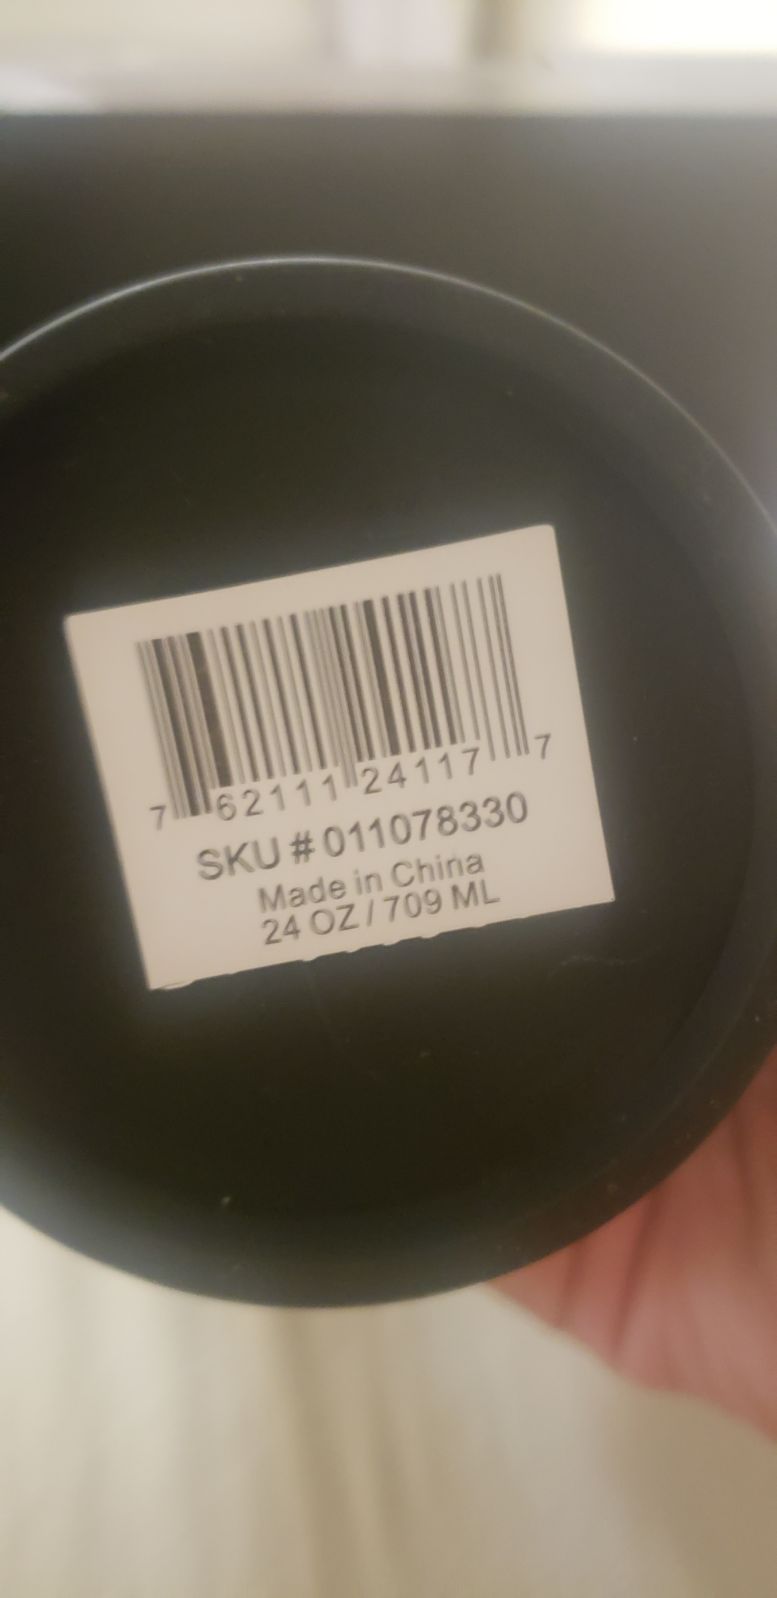 7 62111 24117 7
SKU # 011078330
Made in China
24 OZ / 709 ML